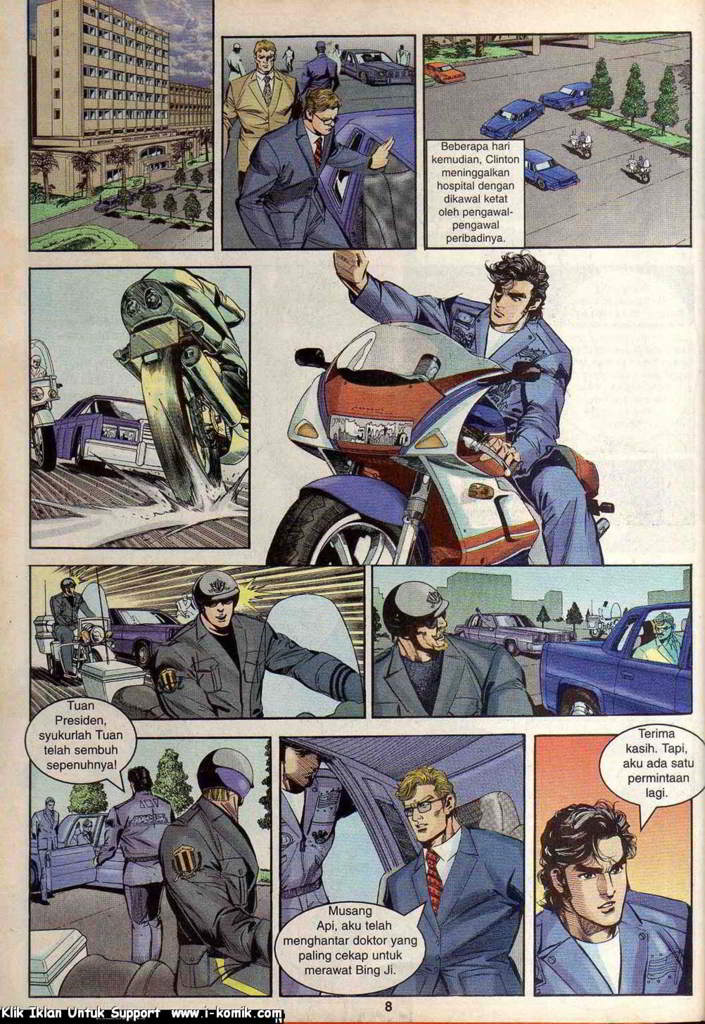 Beberapa hari
kemudian, Clinton
meninggalkan
hospital dengan
dikawal ketat
oleh pengawal-
pengawal
peribadinya.
Tuan
Presiden,
syukurlah Tuan
telah sembuh
sepenuhnya!
Musang
Api, aku telah
menghantar doktor yang
paling cekap untuk
merawat Bing Ji.
Terima
kasih. Tapi,
aku ada satu
permintaan
lagi.
8
Klik Iklan Untuk Support www.i-komik.com